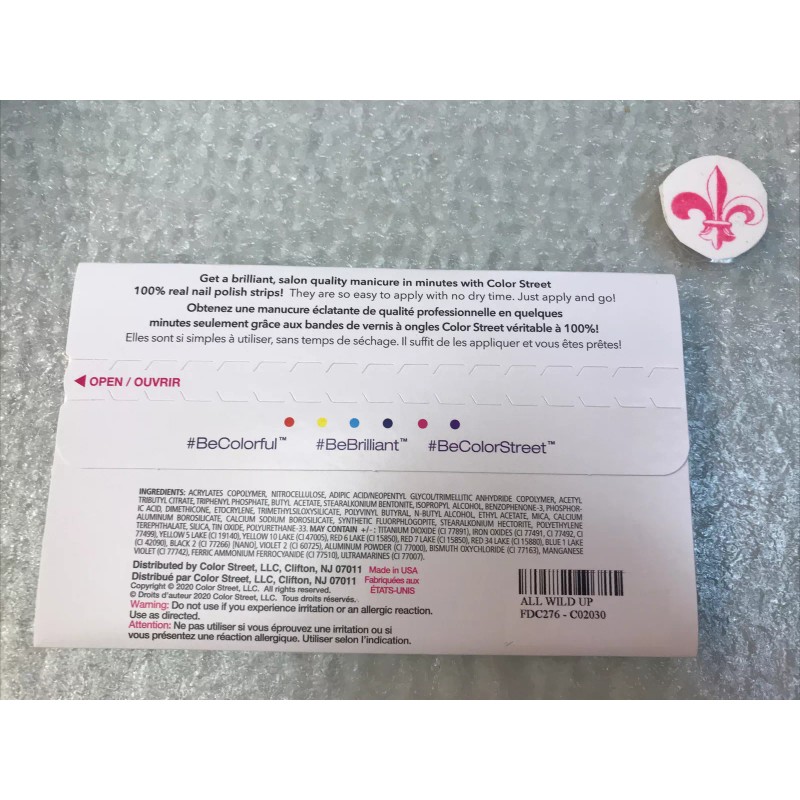 Get a brilliant, salon quality manicure in minutes with Color Street
100% real nail polish strips! They are so easy to apply with no dry time. Just apply and go!
Obtenez une manucure éclatante de qualité professionnelle en quelques
minutes seulement grâce aux bandes de vernis à ongles Color Street véritable à 100%!
Elles sont si simples à utiliser, sans temps de séchage. Il suffit de les appliquer et vous êtes prêtes!
OPEN / OUVRIR
#BeColorful™ #BeBrilliant™ #BeColorStreet™
INGREDIENTS: ACRYLATES COPOLYMER, NITROCELLULOSE, ADIPIC ACID/NEOPENTYL GLYCOL/TRIMELLITIC ANHYDRIDE COPOLYMER, ACETYL
TRIBUTYL CITRATE, TRIPHENYL PHOSPHATE, BUTYL ACETATE, STEARALKONIUM BENTONITE, ISOPROPYL ALCOHOL, BENZOPHENONE-3, PHOSPHOR-
IC ACID, DIMETHICONE, ETOCRYLENE, TRIMETHYLSILOXYSILICATE, POLYVINYL BUTYRAL, N-BUTYL ALCOHOL, ETHYL ACETATE, MICA, CALCIUM
ALUMINUM BOROSILICATE, CALCIUM SODIUM BOROSILICATE, SYNTHETIC FLUORPHLOGOPITE, STEARALKONIUM HECTORITE, POLYETHYLENE
TEREPHTHALATE, SILICA, TIN OXIDE, POLYURETHANE-33. MAY CONTAIN +/-: TITANIUM DIOXIDE (CI 77891), IRON OXIDES (CI 77491, CI 77492, CI
77499), YELLOW 5 LAKE (CI 19140), YELLOW 10 LAKE (CI 47005), RED 6 LAKE (CI 15850), RED 7 LAKE (CI 15850), RED 34 LAKE (CI 15880), BLUE 1 LAKE
(CI 42090), BLACK 2 (CI 77266) [NANO], VIOLET 2 (CI 60725), ALUMINUM POWDER (CI 77000), BISMUTH OXYCHLORIDE (CI 77163), MANGANESE
VIOLET (CI 77742), FERRIC AMMONIUM FERROCYANIDE (CI 77510), ULTRAMARINES (CI 77007).
Distributed by Color Street, LLC, Clifton, NJ 07011 Made in USA
Distribué par Color Street, LLC, Clifton, NJ 07011 Fabriquées aux
Copyright © 2020 Color Street, LLC. All rights reserved. ÉTATS-UNIS
© Droits d'auteur 2020 Color Street, LLC. Tous droits réservés.
Warning: Do not use if you experience irritation or an allergic reaction.
Use as directed.
Attention: Ne pas utiliser si vous éprouvez une irritation ou si
vous présentez une réaction allergique. Utiliser selon l'indication.
ALL WILD UP
FDC276 - C02030